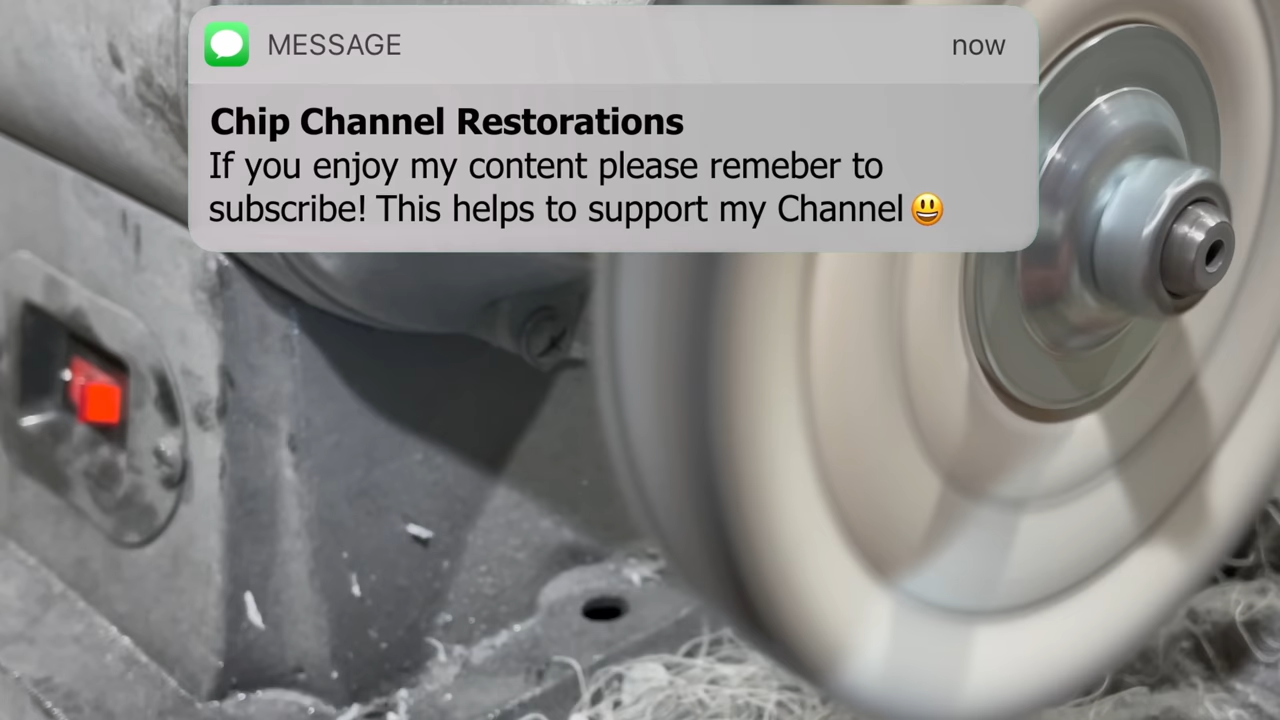 MESSAGE now
Chip Channel Restorations
If you enjoy my content please remeber to
subscribe! This helps to support my Channel😃